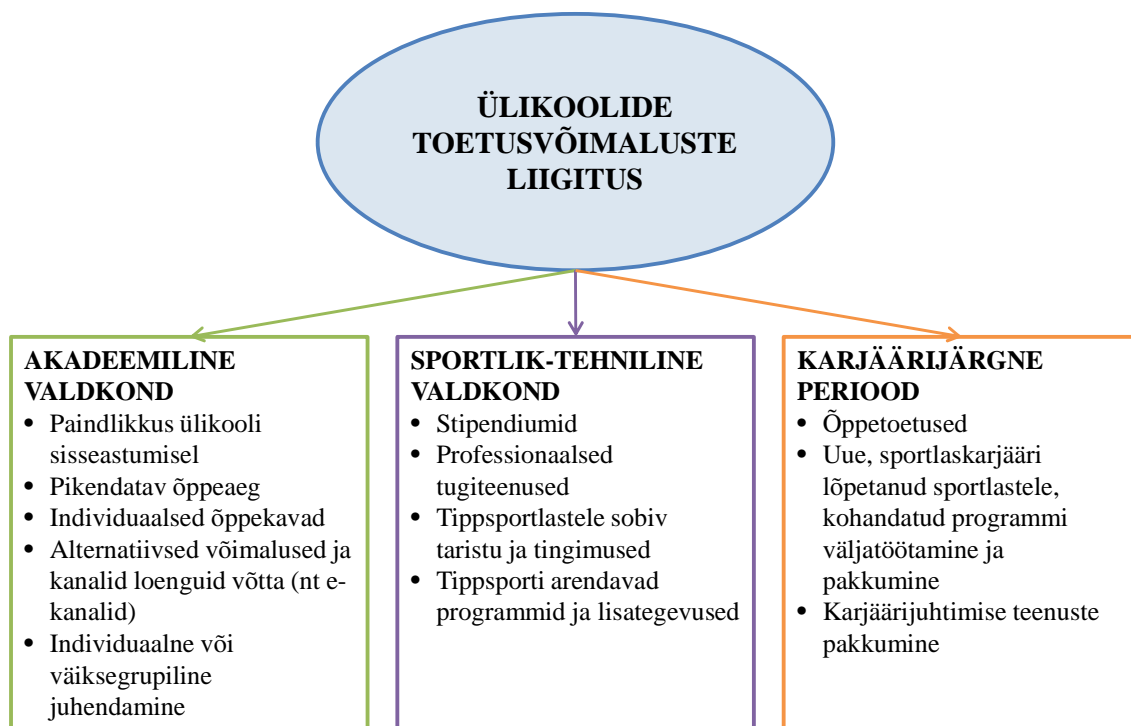 ÜLIKOOLIDE
TOETUSVÕIMALUSTE
LIIGITUS
AKADEEMILINE
VALDKOND
• Paindlikkus ülikooli
sisseastumisel
• Pikendatav õppeaeg
• Individuaalsed õppekavad
• Alternatiivsed võimalused ja
kanalid loenguid võtta (nt e-
kanalid)
• Individuaalne või
väiksegrupiline
juhendamine
SPORTLIK-TEHNILINE
VALDKOND
• Stipendiumid
• Professionaalsed
tugiteenused
• Tippsportlastele sobiv
taristu ja tingimused
• Tippsporti arendavad
programmid ja lisategevused
KARJÄÄRIJÄRGNE
PERIOOD
• Õppetoetused
• Uue, sportlaskarjääri
lõpetanud sportlastele,
kohandatud programmi
väljatöötamine ja
pakkumine
• Karjäärijuhtimise teenuste
pakkumine